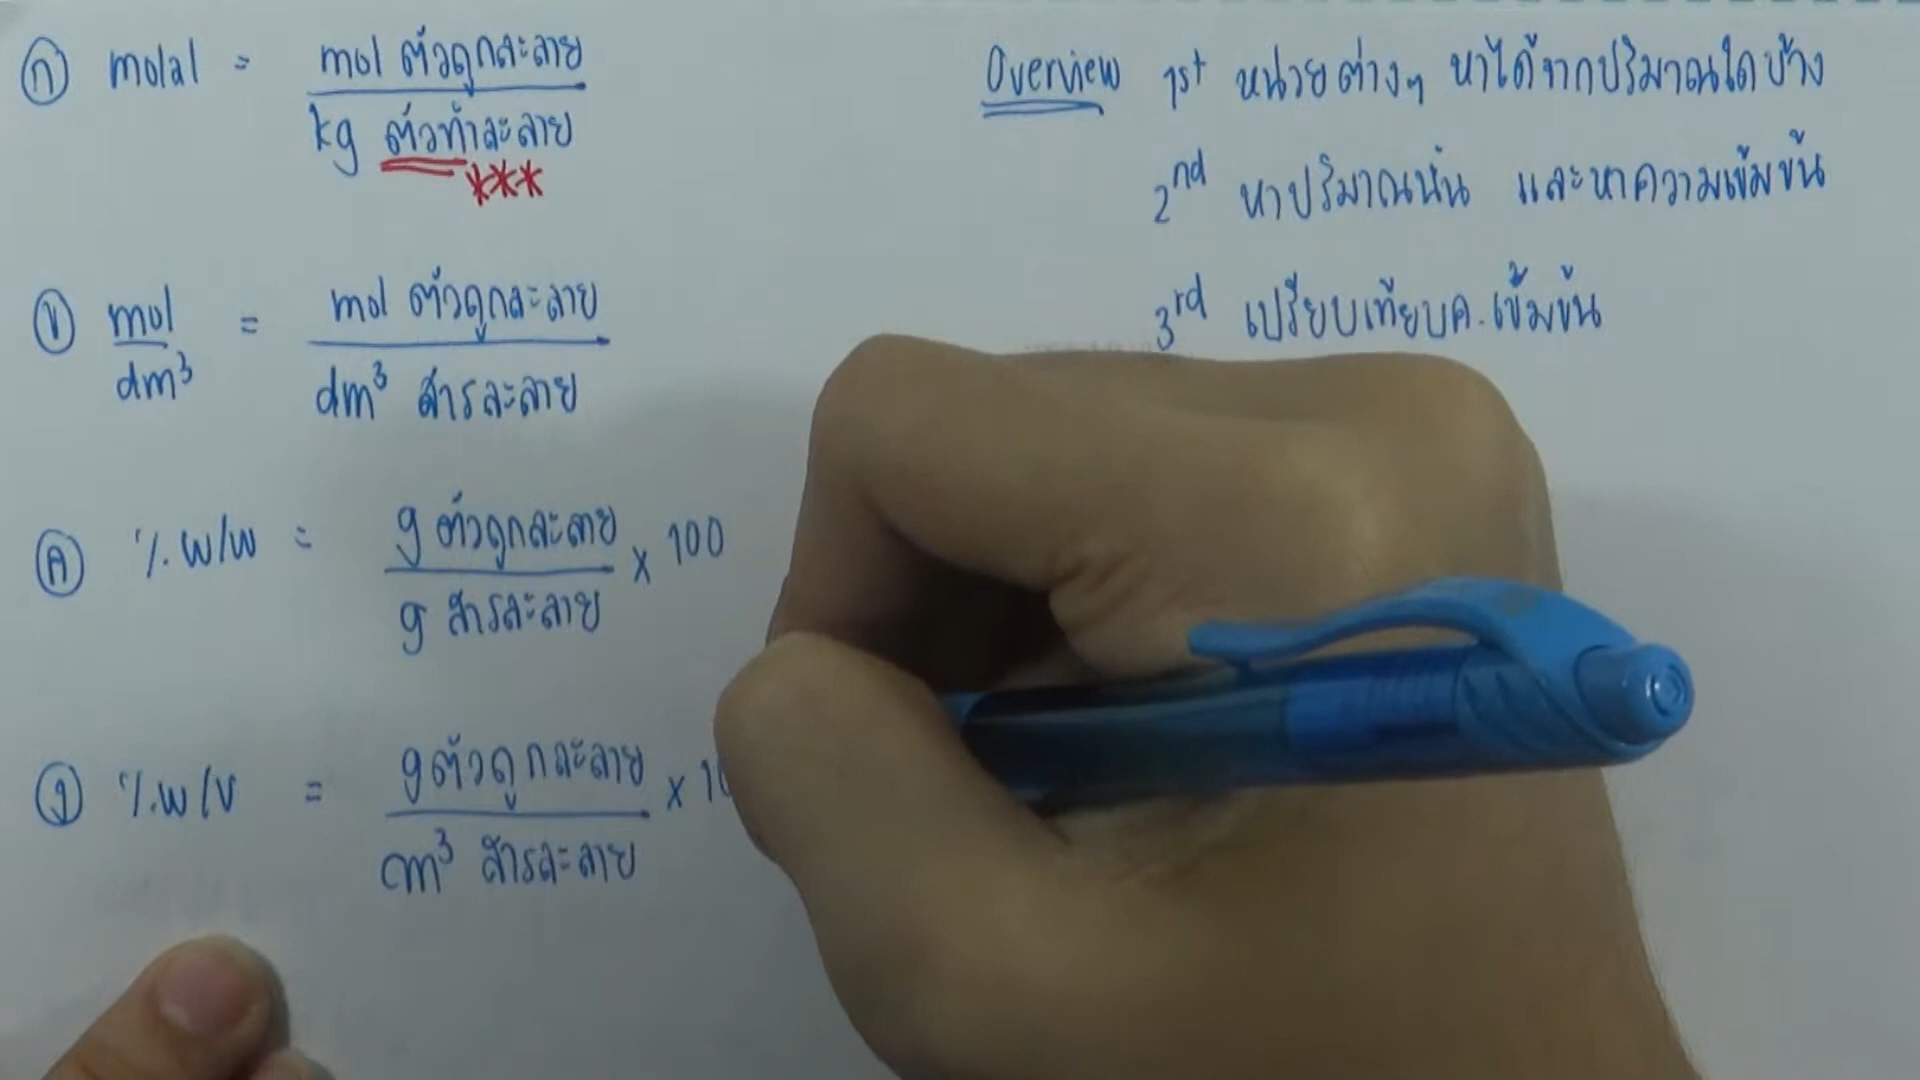 ก molal = mol ตัวถูกละลาย
kg ตัวทำละลาย
***
ข mol = mol ตัวถูกละลาย
dm³ dm³ สารละลาย
ค %w/w = g ตัวถูกละลาย × 100
g สารละลาย
ง %w/v = g ตัวถูกละลาย × 1
cm³ สารละลาย
Overview 1st หน่วยต่างๆ หาได้จากปริมาณใดบ้าง
2nd หาปริมาณนั้น และหาความเข้มข้น
3rd เปรียบเทียบค.เข้มข้น